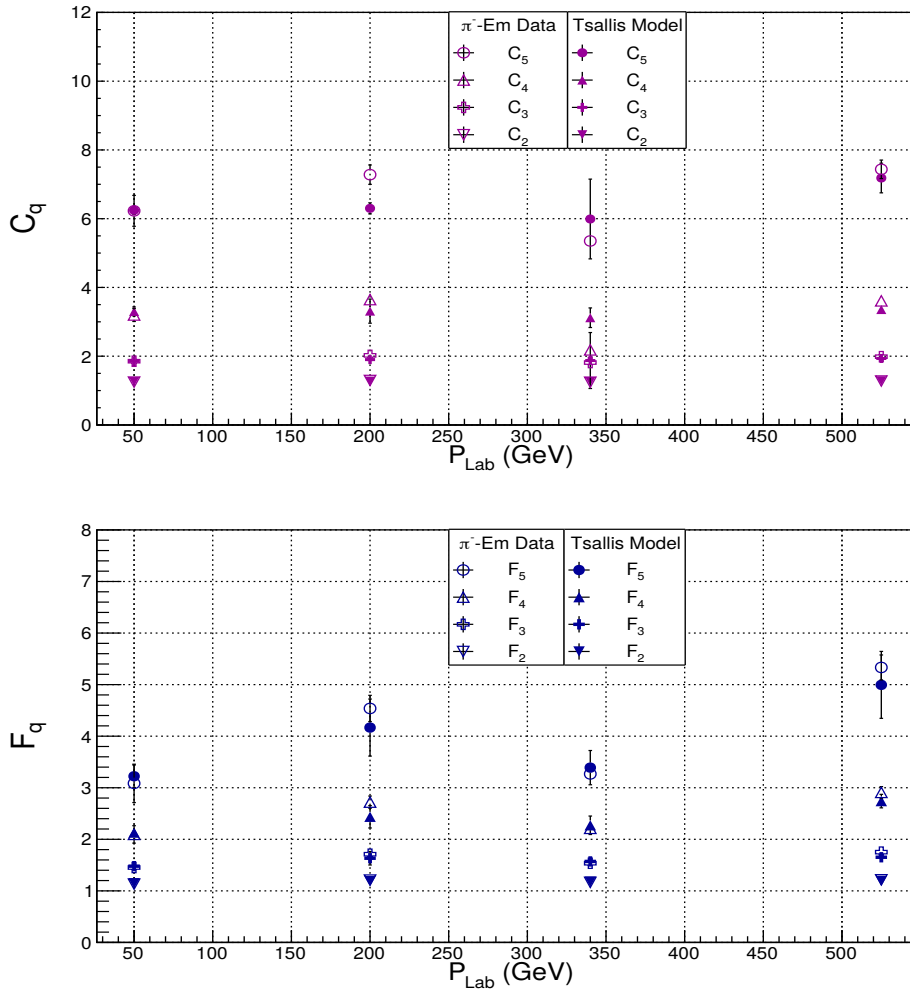 12
10
8
6
4
2
0
C_q
π⁻-Em Data Tsallis Model
C₅ C₅
C₄ C₄
C₃ C₃
C₂ C₂
50 100 150 200 250 300 350 400 450 500
P_Lab (GeV)
8
7
6
5
4
3
2
1
0
F_q
π⁻-Em Data Tsallis Model
F₅ F₅
F₄ F₄
F₃ F₃
F₂ F₂
50 100 150 200 250 300 350 400 450 500
P_Lab (GeV)